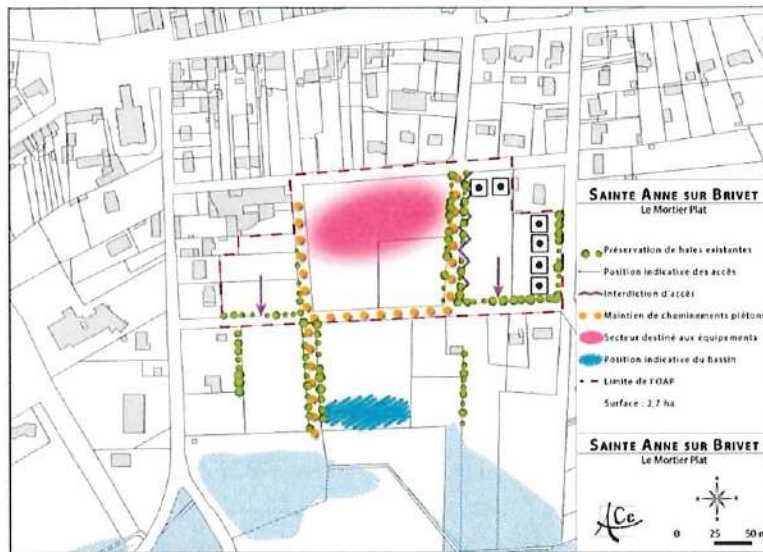 SAINTE ANNE SUR BRIVET
Le Mortier Plat
Préservation de haies existantes
Position indicative des accès
Interdiction d'accès
Maintien de cheminements piétons
Secteur destiné aux équipements
Position indicative du bassin
Limite de l'OAP
Surface : 2,7 ha
SAINTE ANNE SUR BRIVET
Le Mortier Plat
0 25 50 m